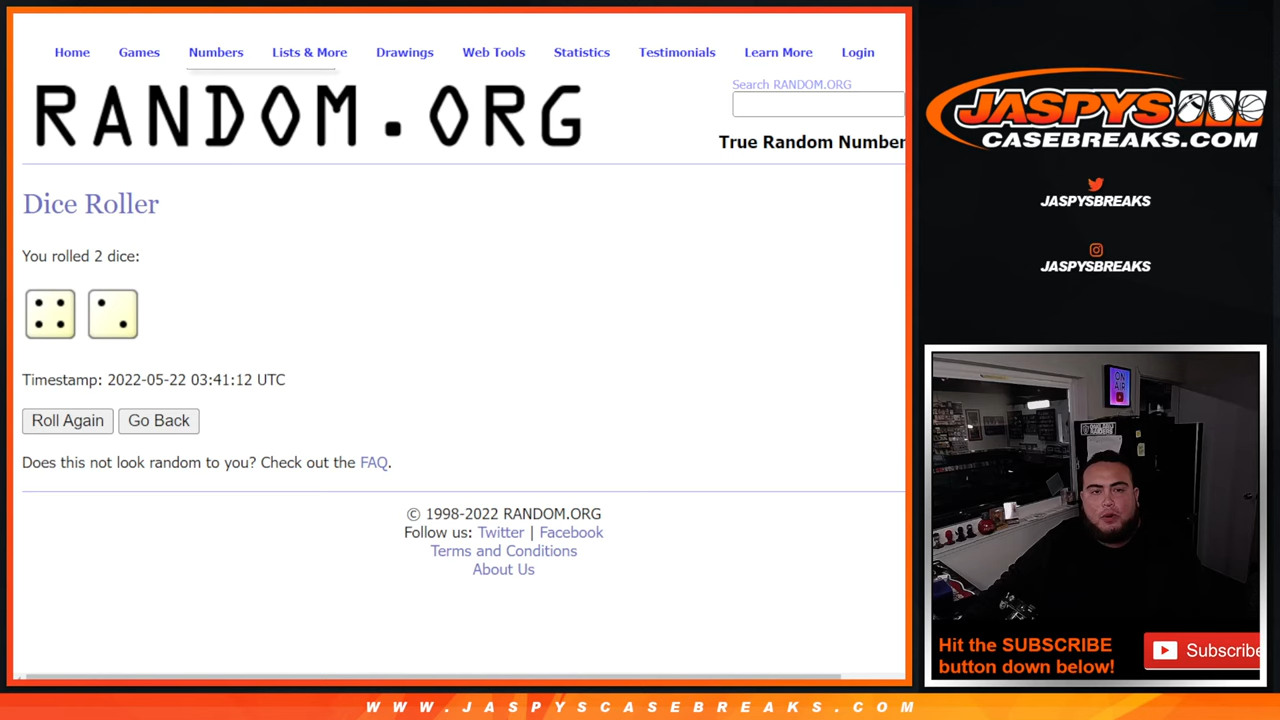 Home Games Numbers Lists & More Drawings Web Tools Statistics Testimonials Learn More Login
RANDOM.ORG
Search RANDOM.ORG
True Random Number
Dice Roller
You rolled 2 dice:
Timestamp: 2022-05-22 03:41:12 UTC
Roll Again Go Back
Does this not look random to you? Check out the FAQ.
© 1998-2022 RANDOM.ORG
Follow us: Twitter | Facebook
Terms and Conditions
About Us
JASPYS
CASEBREAKS.COM
JASPYSBREAKS
JASPYSBREAKS
ON
AIR
Hit the SUBSCRIBE
button down below!
Subscribe
WWW.JASPYSCASEBREAKS.COM